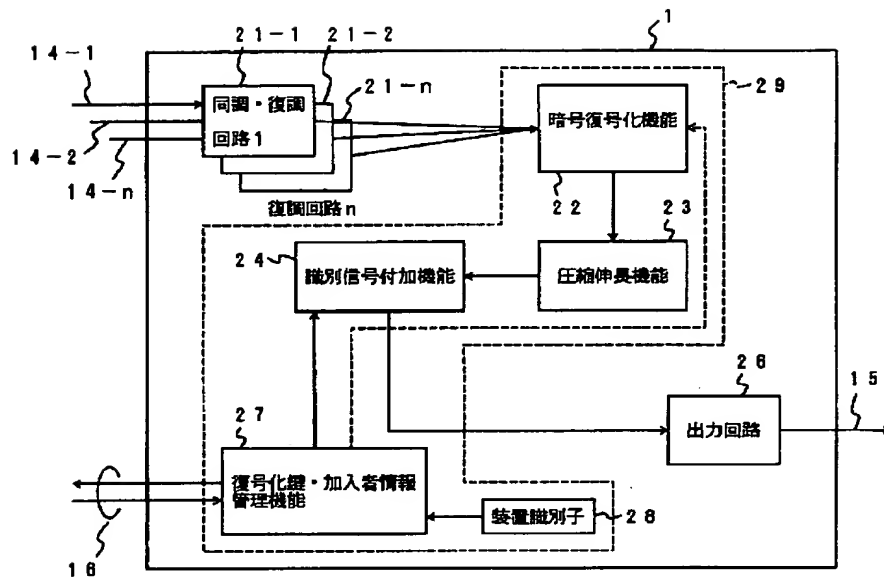 1
14-1
21-1
21-2
21-n
29
同調・復調
回路1
14-2
14-n
復調回路n
暗号復号化機能
22
23
24
識別信号付加機能
圧縮伸長機能
26
15
出力回路
27
復号化鍵・加入者情報
管理機能
装置識別子
28
16